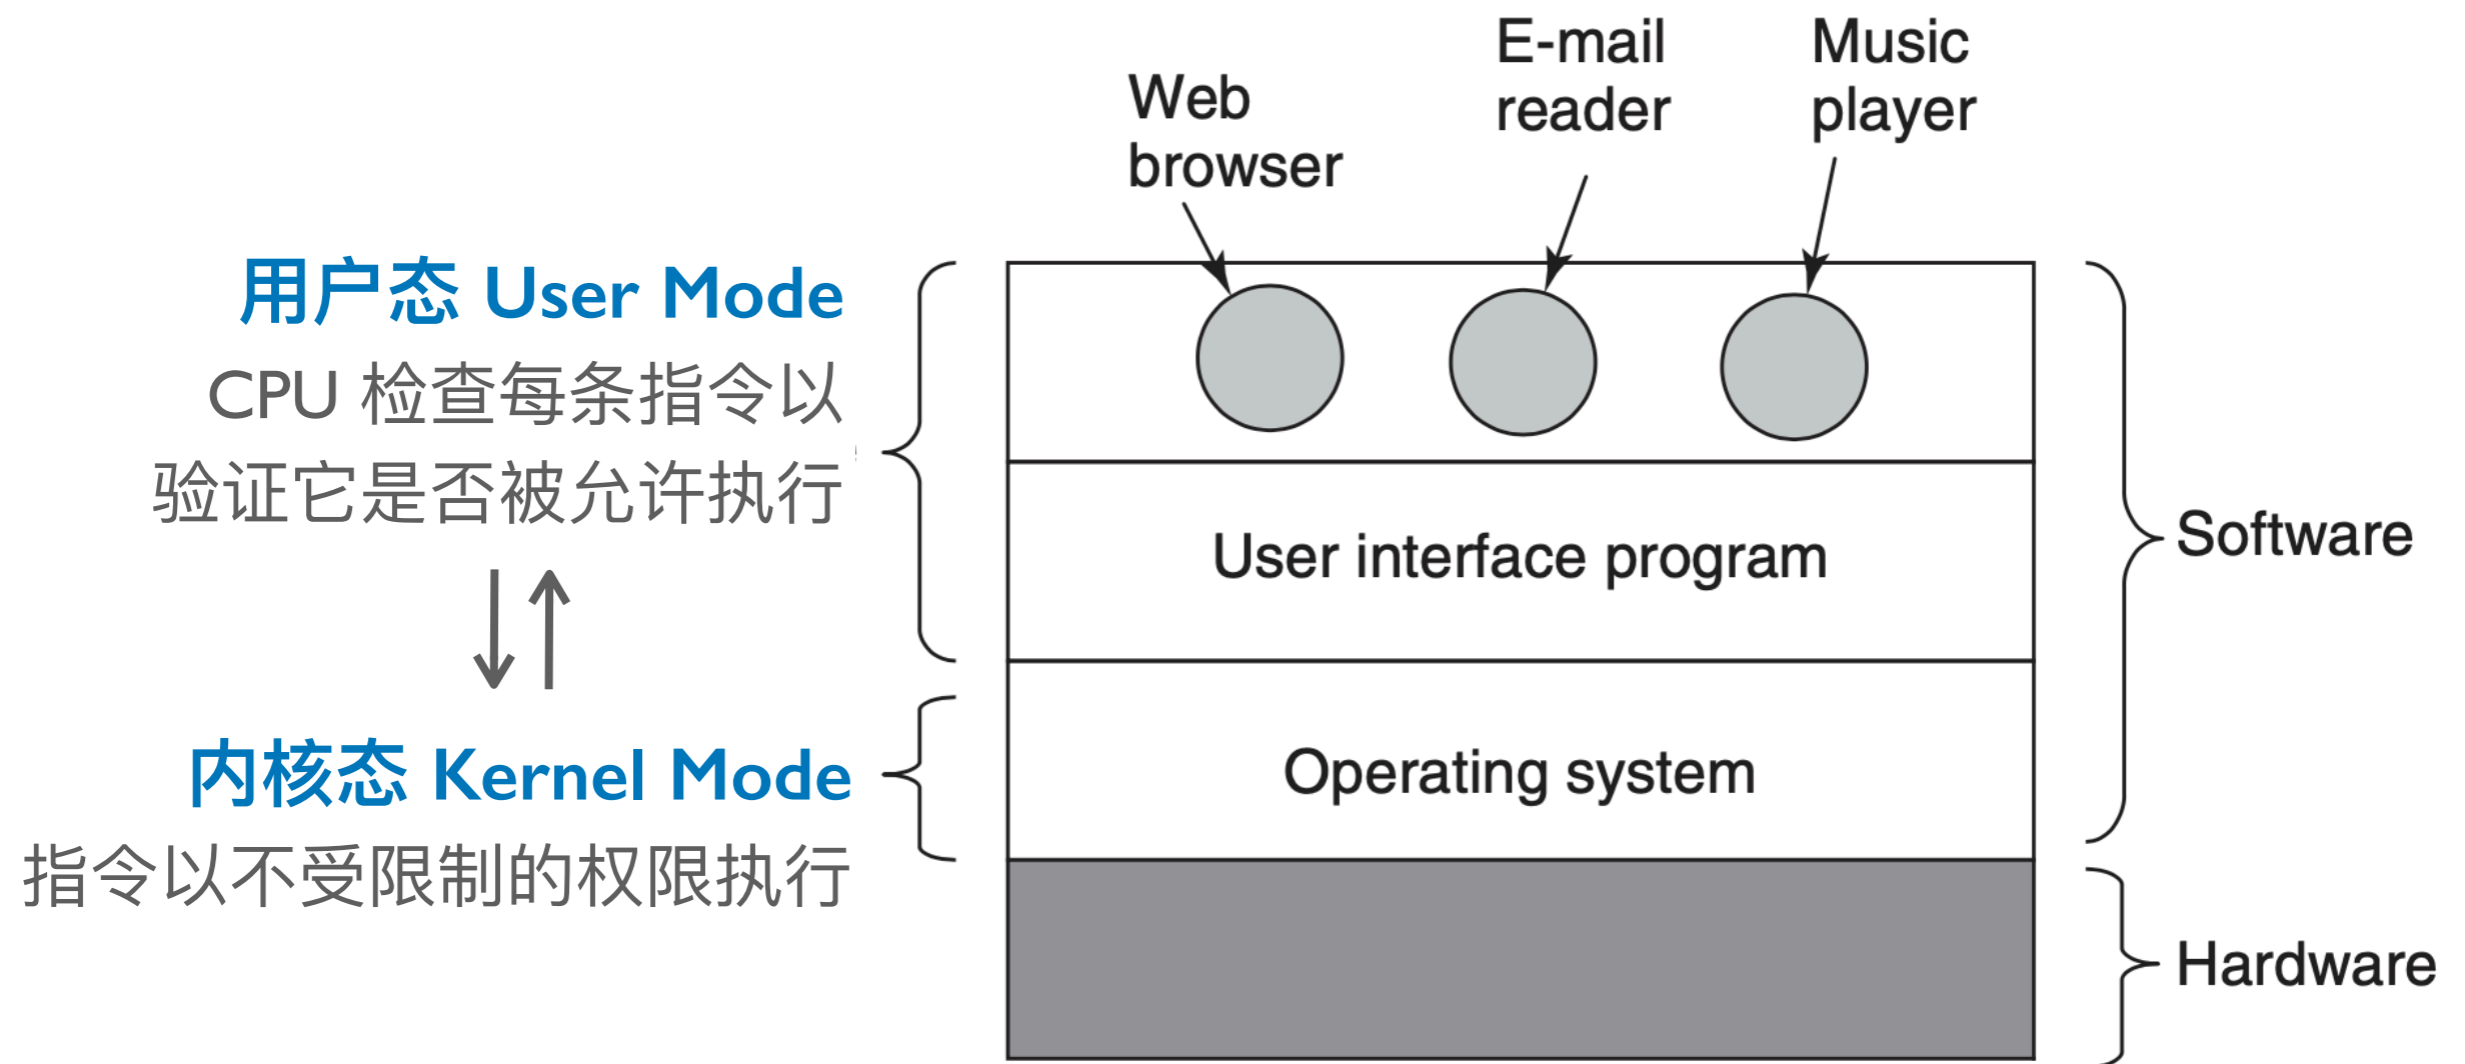 Web
browser
E-mail
reader
Music
player
用户态 User Mode
CPU 检查每条指令以
验证它是否被允许执行
User interface program
Software
内核态 Kernel Mode
指令以不受限制的权限执行
Operating system
Hardware